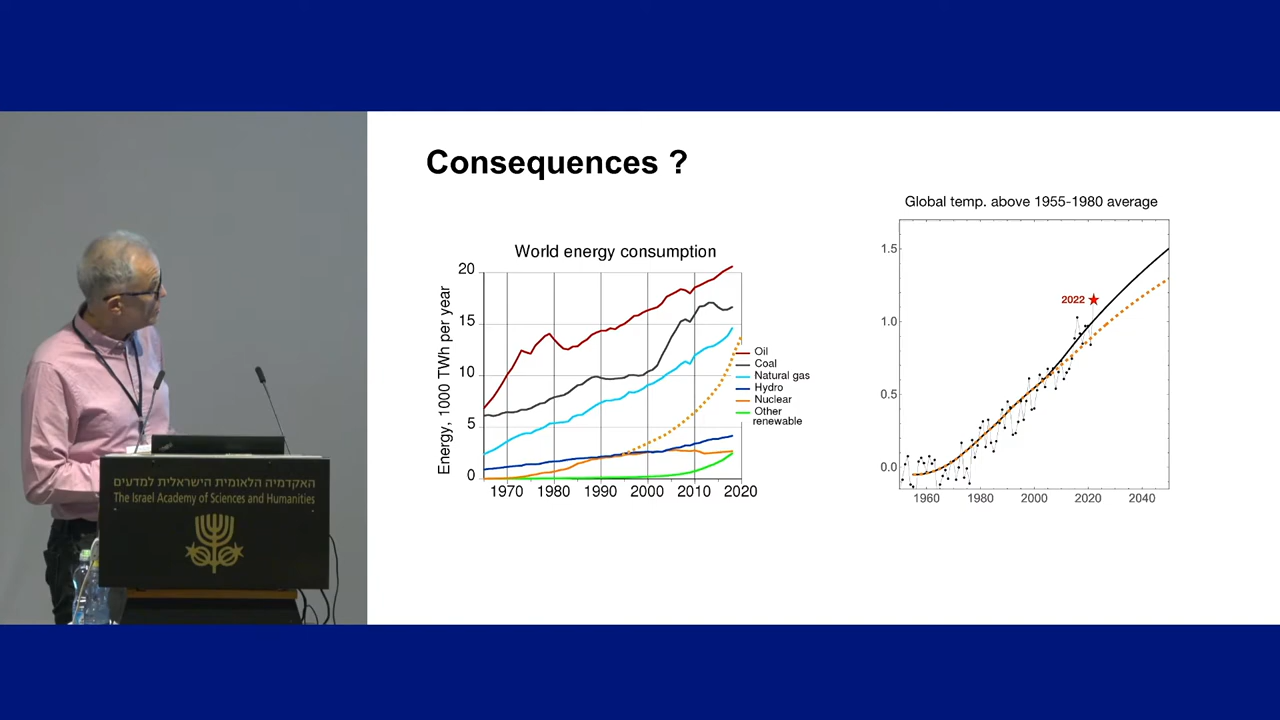 Consequences ?
World energy consumption
Energy, 1000 TWh per year
20
15
10
5
0
1970 1980 1990 2000 2010 2020
Oil
Coal
Natural gas
Hydro
Nuclear
Other
renewable
Global temp. above 1955-1980 average
1.5
1.0
0.5
0.0
2022
1960 1980 2000 2020 2040
האקדמיה הלאומית הישראלית למדעים
The Israel Academy of Sciences and Humanities